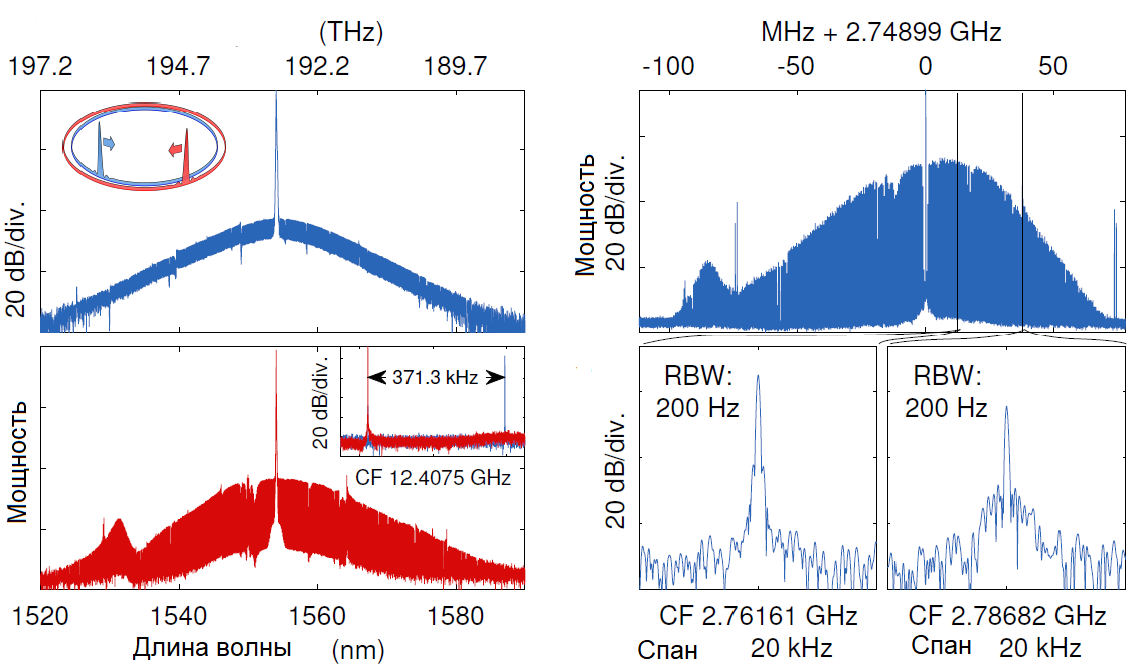 (THz)
197.2 194.7 192.2 189.7
20 dB/div.
20 dB/div.
371.3 kHz
CF 12.4075 GHz
Мощность
1520 1540 1560 1580
Длина волны (nm)
MHz + 2.74899 GHz
-100 -50 0 50
Мощность
20 dB/div.
20 dB/div.
RBW:
200 Hz
CF 2.76161 GHz
Спан 20 kHz
RBW:
200 Hz
CF 2.78682 GHz
Спан 20 kHz